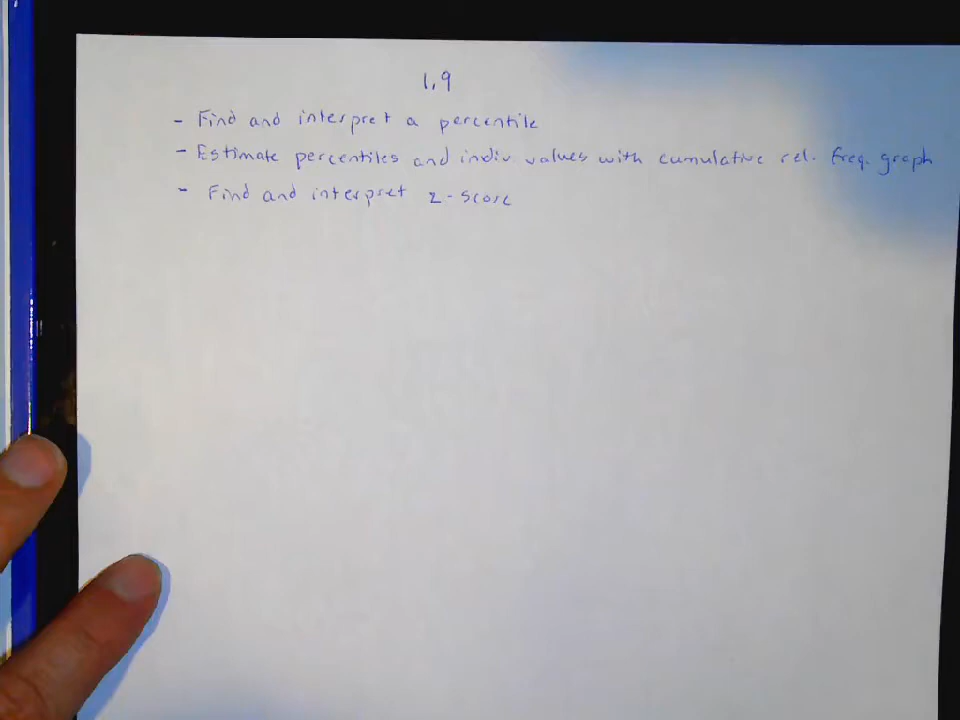 1.9
- Find and interpret a percentile
- Estimate percentiles and indiv values with cumulative rel. freq. graph
- Find and interpret z-score